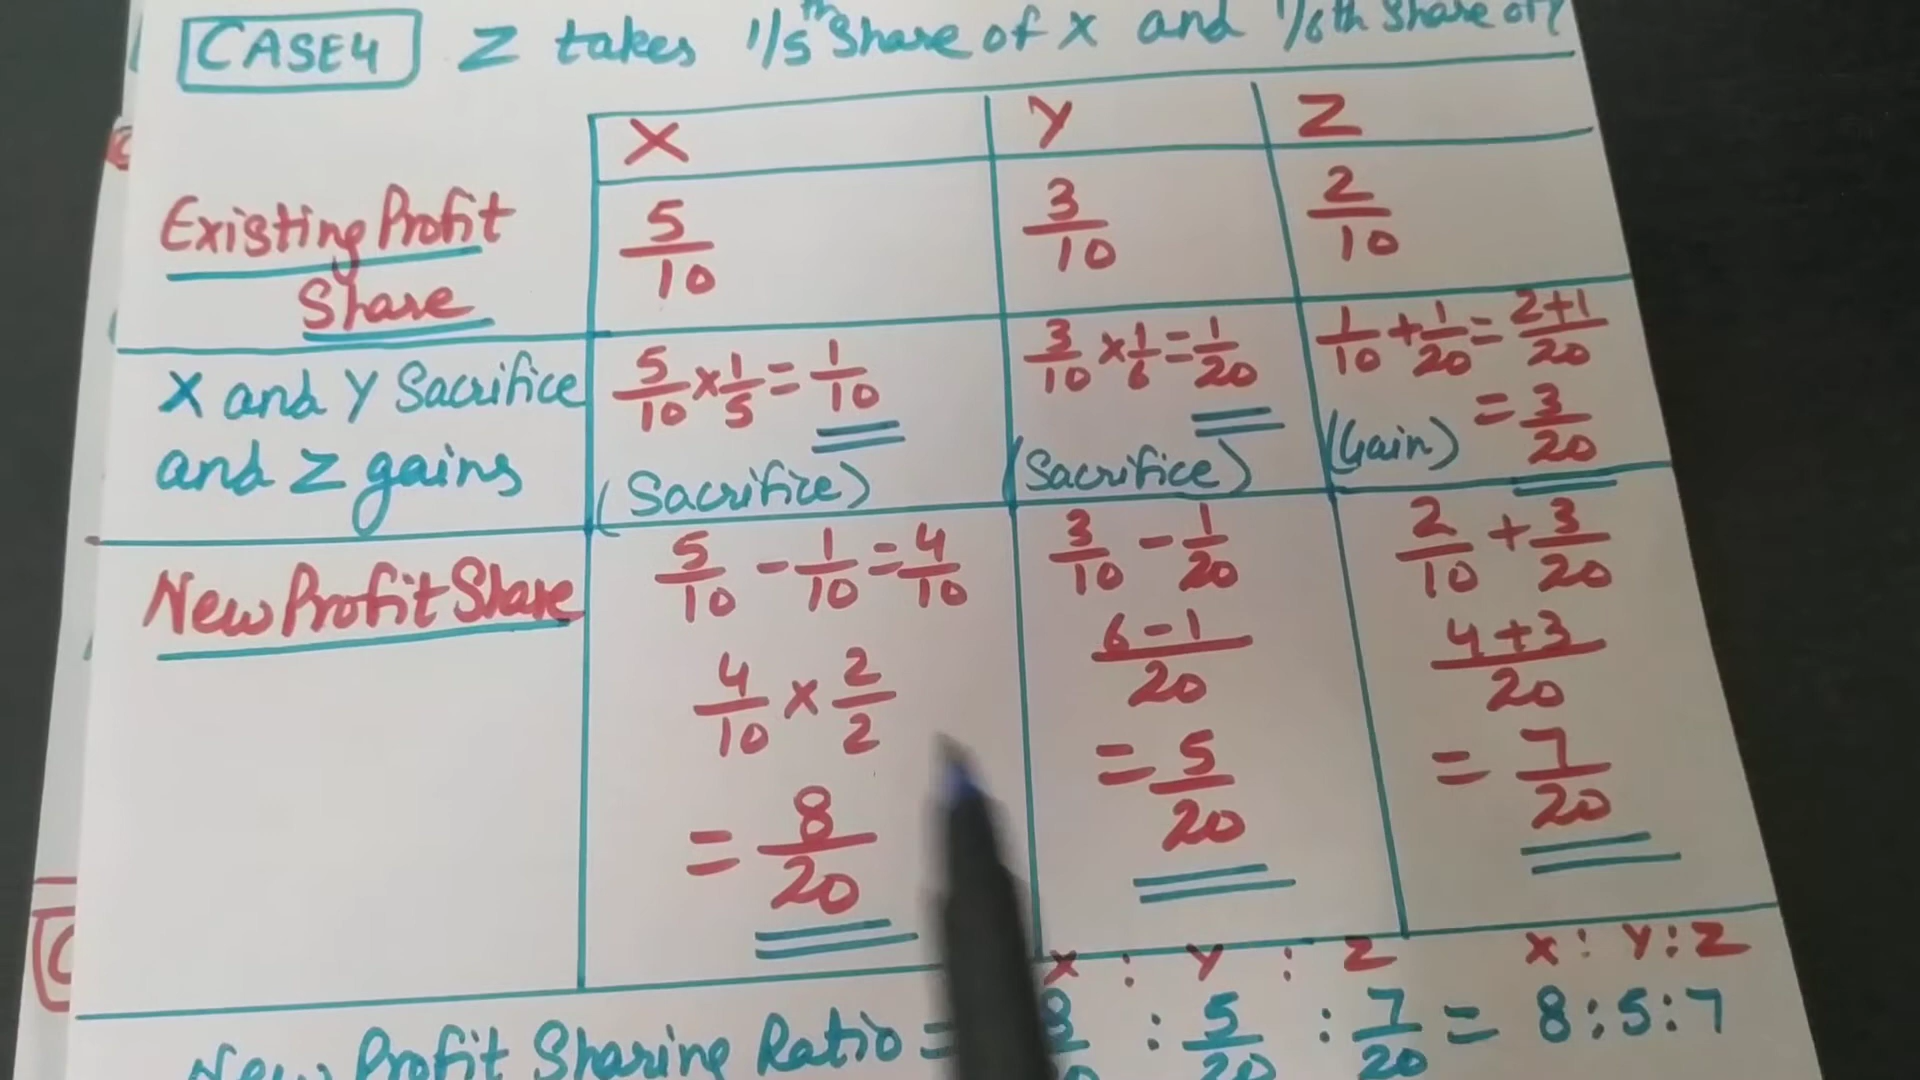 CASE4 Z takes 1/5th Share of X and 1/6th Share of Y
X Y Z
Existing Profit Share 5/10 3/10 2/10
X and Y Sacrifice and Z gains
5/10 × 1/5 = 1/10 (Sacrifice)
3/10 × 1/6 = 1/20 (Sacrifice)
1/10 + 1/20 = 2+1/20
= 3/20 (Gain)
New Profit Share
5/10 - 1/10 = 4/10
4/10 × 2/2
= 8/20
3/10 - 1/20
6-1/20
= 5/20
2/10 + 3/20
4+3/20
= 7/20
X : Y : Z X : Y : Z
New Profit Sharing Ratio = 8 : 5/20 : 7/20 = 8:5:7